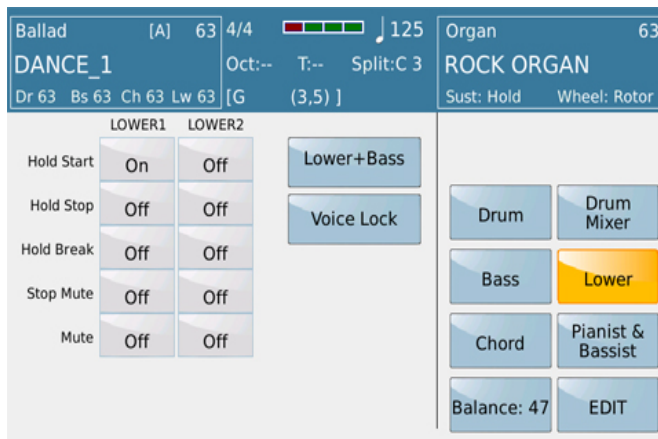 Ballad [A] 63 4/4 125 Organ 63
DANCE_1 Oct:-- T:-- Split:C 3 ROCK ORGAN
Dr 63 Bs 63 Ch 63 Lw 63 [G (3,5) ] Sust: Hold Wheel: Rotor
LOWER1 LOWER2
Hold Start On Off Lower+Bass
Hold Stop Off Off Voice Lock
Hold Break Off Off
Stop Mute Off Off
Mute Off Off
Drum Drum
Mixer
Bass Lower
Chord Pianist &
Bassist
Balance: 47 EDIT